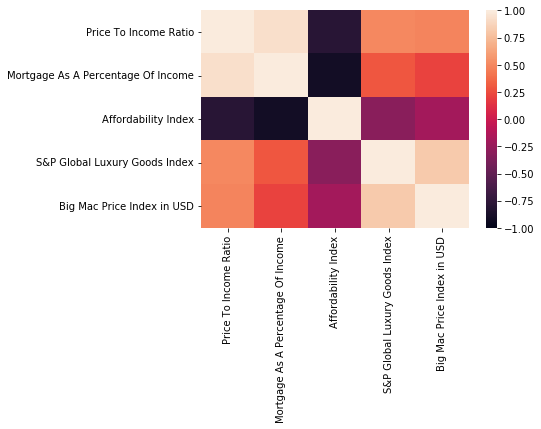 Price To Income Ratio
Mortgage As A Percentage Of Income
Affordability Index
S&P Global Luxury Goods Index
Big Mac Price Index in USD
Price To Income Ratio
Mortgage As A Percentage Of Income
Affordability Index
S&P Global Luxury Goods Index
Big Mac Price Index in USD
1.00
0.75
0.50
0.25
0.00
−0.25
−0.50
−0.75
−1.00